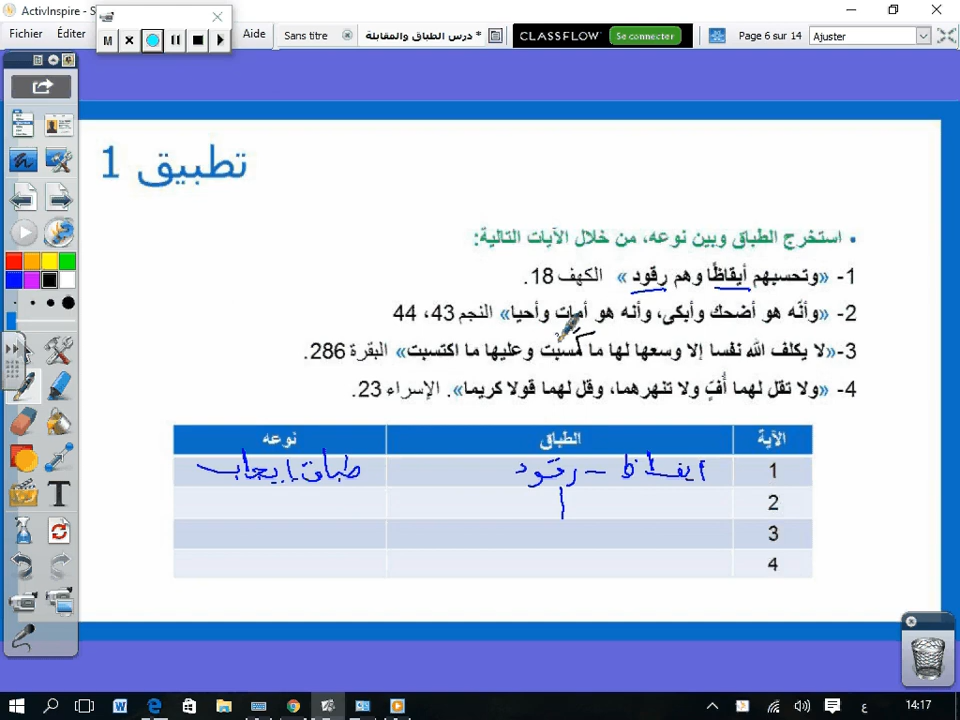 ActivInspire - S
Fichier
Éditer
M
Aide
Sans titre
* درس الطباق والمقابلة
CLASSFLOW
Se connecter
Page 6 sur 14
Ajuster
تطبيق 1
• استخرج الطباق وبين نوعه، من خلال الآيات التالية:
1- «وتحسبهم أيقاظًا وهم رقود » الكهف 18.
2- «وأنّه هو أضحك وأبكى، وأنه هو أمات وأحيا» النجم 43، 44
3-«لا يكلف الله نفسا إلا وسعها لها ما كسبت وعليها ما اكتسبت» البقرة 286.
4- «ولا تقل لهما أُفٍّ ولا تنهرهما، وقل لهما قولا كريما». الإسراء 23.
الآية الطباق نوعه
1 ايقاظ – رقود طباق إيجاب
2 ا
3
4
T
ع
14:17